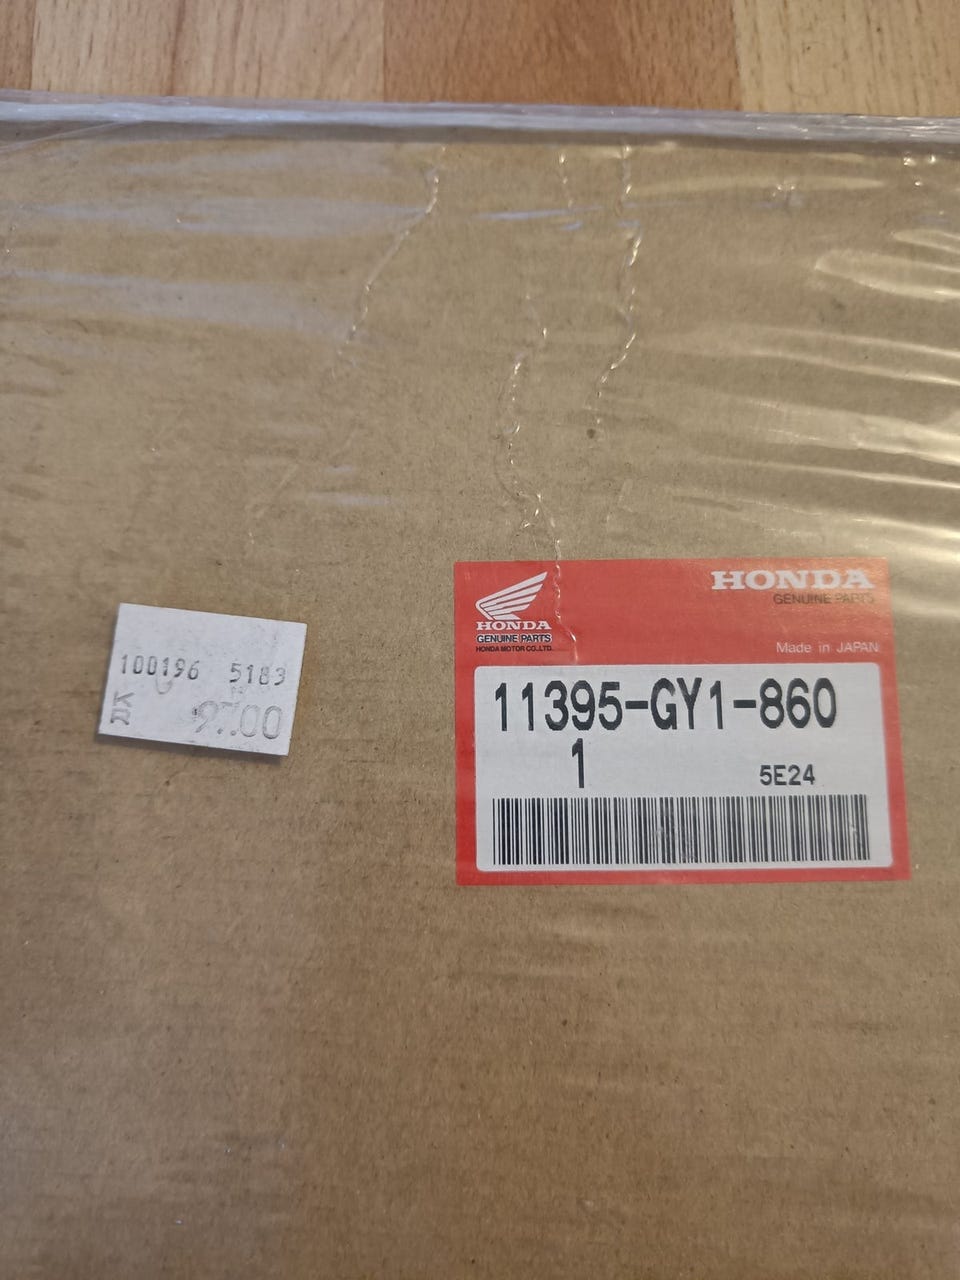 HONDA
GENUINE PARTS
HONDA
GENUINE PARTS
HONDA MOTOR CO.,LTD.
Made in JAPAN
11395-GY1-860
1
5E24
100196 5183
KR